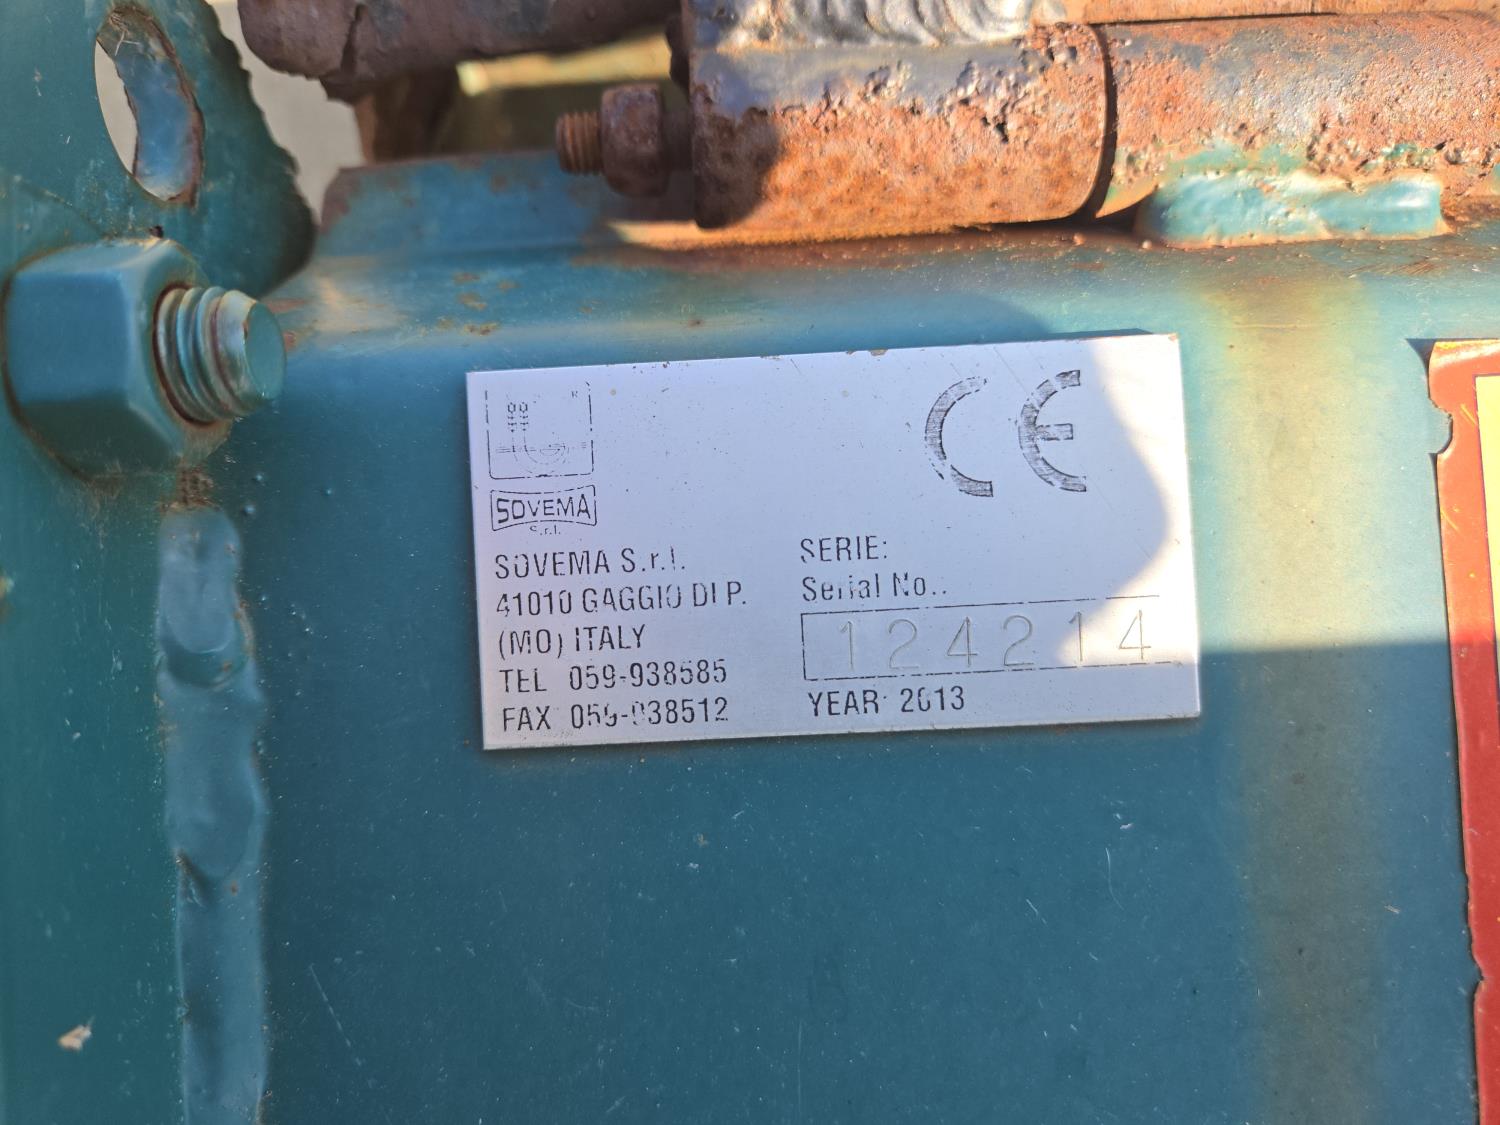 SOVEMA
S.r.l.
SOVEMA S.r.l.
41010 GAGGIO DI P.
(MO) ITALY
TEL 059-938585
FAX 059-938512
CE
SERIE:
Serial No..
124214
YEAR: 2013